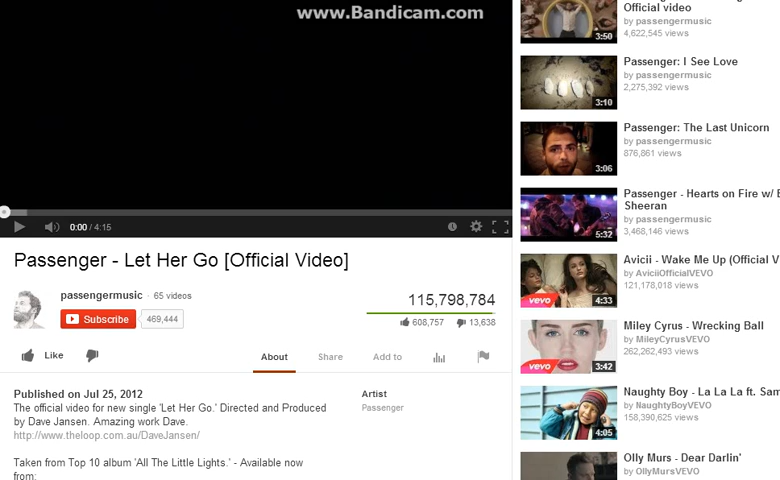 www.Bandicam.com
0:00 / 4:15
Passenger - Let Her Go [Official Video]
passengermusic · 65 videos
Subscribe 469,444
115,798,784
608,757 13,638
Like
About Share Add to
Published on Jul 25, 2012
The official video for new single 'Let Her Go.' Directed and Produced
by Dave Jansen. Amazing work Dave.
http://www.theloop.com.au/DaveJansen/
Taken from Top 10 album 'All The Little Lights.' - Available now
from:
Artist
Passenger
3:50
Official video
by passengermusic
4,622,545 views
3:10
Passenger: I See Love
by passengermusic
2,275,392 views
3:06
Passenger: The Last Unicorn
by passengermusic
876,861 views
5:32
Passenger - Hearts on Fire w/ E
Sheeran
by passengermusic
3,468,146 views
vevo 4:33
Avicii - Wake Me Up (Official V
by AviciiOfficialVEVO
121,178,018 views
vevo 3:42
Miley Cyrus - Wrecking Ball
by MileyCyrusVEVO
262,262,493 views
4:05
Naughty Boy - La La La ft. Sam
by NaughtyBoyVEVO
158,390,625 views
Olly Murs - Dear Darlin'
by OllyMursVEVO